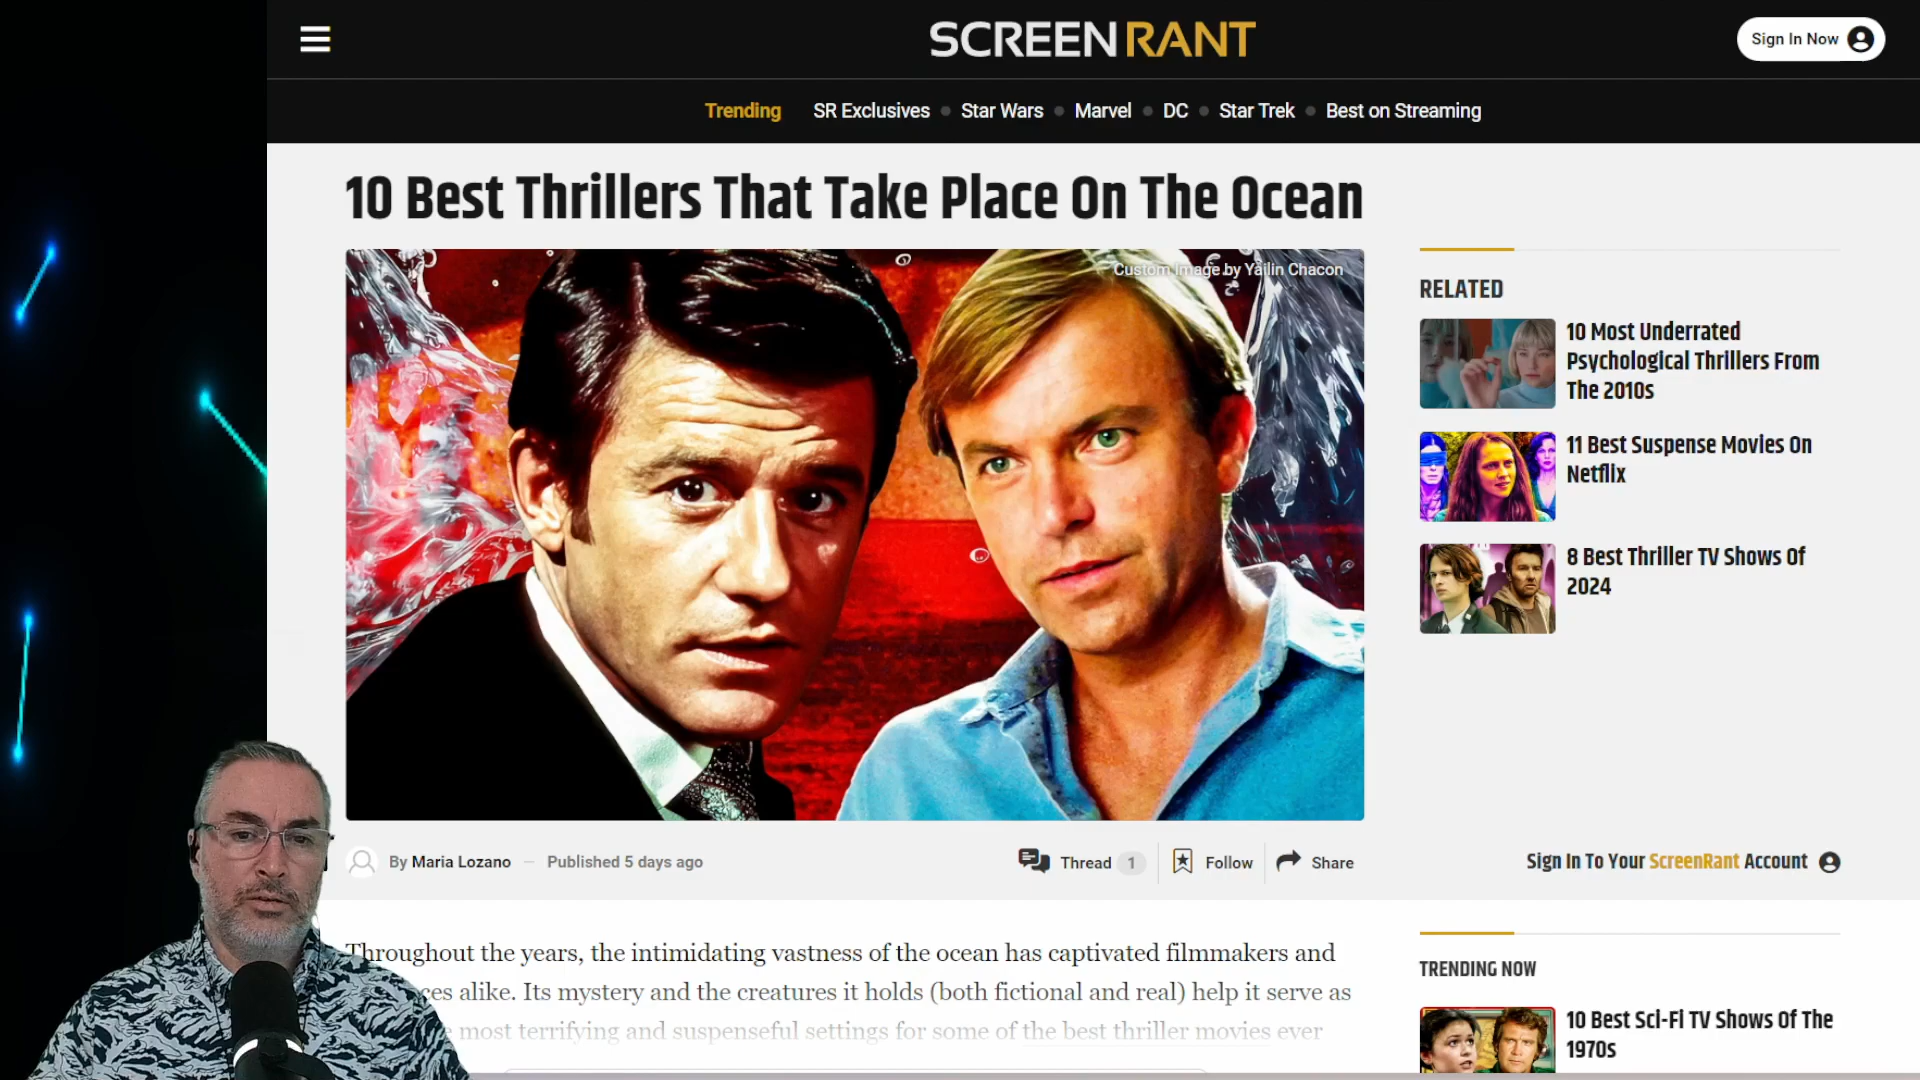 SCREENRANT
Sign In Now
Trending SR Exclusives Star Wars Marvel DC Star Trek Best on Streaming
10 Best Thrillers That Take Place On The Ocean
Custom Image by Yailin Chacon
By Maria Lozano — Published 5 days ago
Thread 1 Follow Share
Throughout the years, the intimidating vastness of the ocean has captivated filmmakers and
ces alike. Its mystery and the creatures it holds (both fictional and real) help it serve as
most terrifying and suspenseful settings for some of the best thriller movies ever
RELATED
10 Most Underrated
Psychological Thrillers From
The 2010s
11 Best Suspense Movies On
Netflix
8 Best Thriller TV Shows Of
2024
Sign In To Your ScreenRant Account
TRENDING NOW
10 Best Sci-Fi TV Shows Of The
1970s